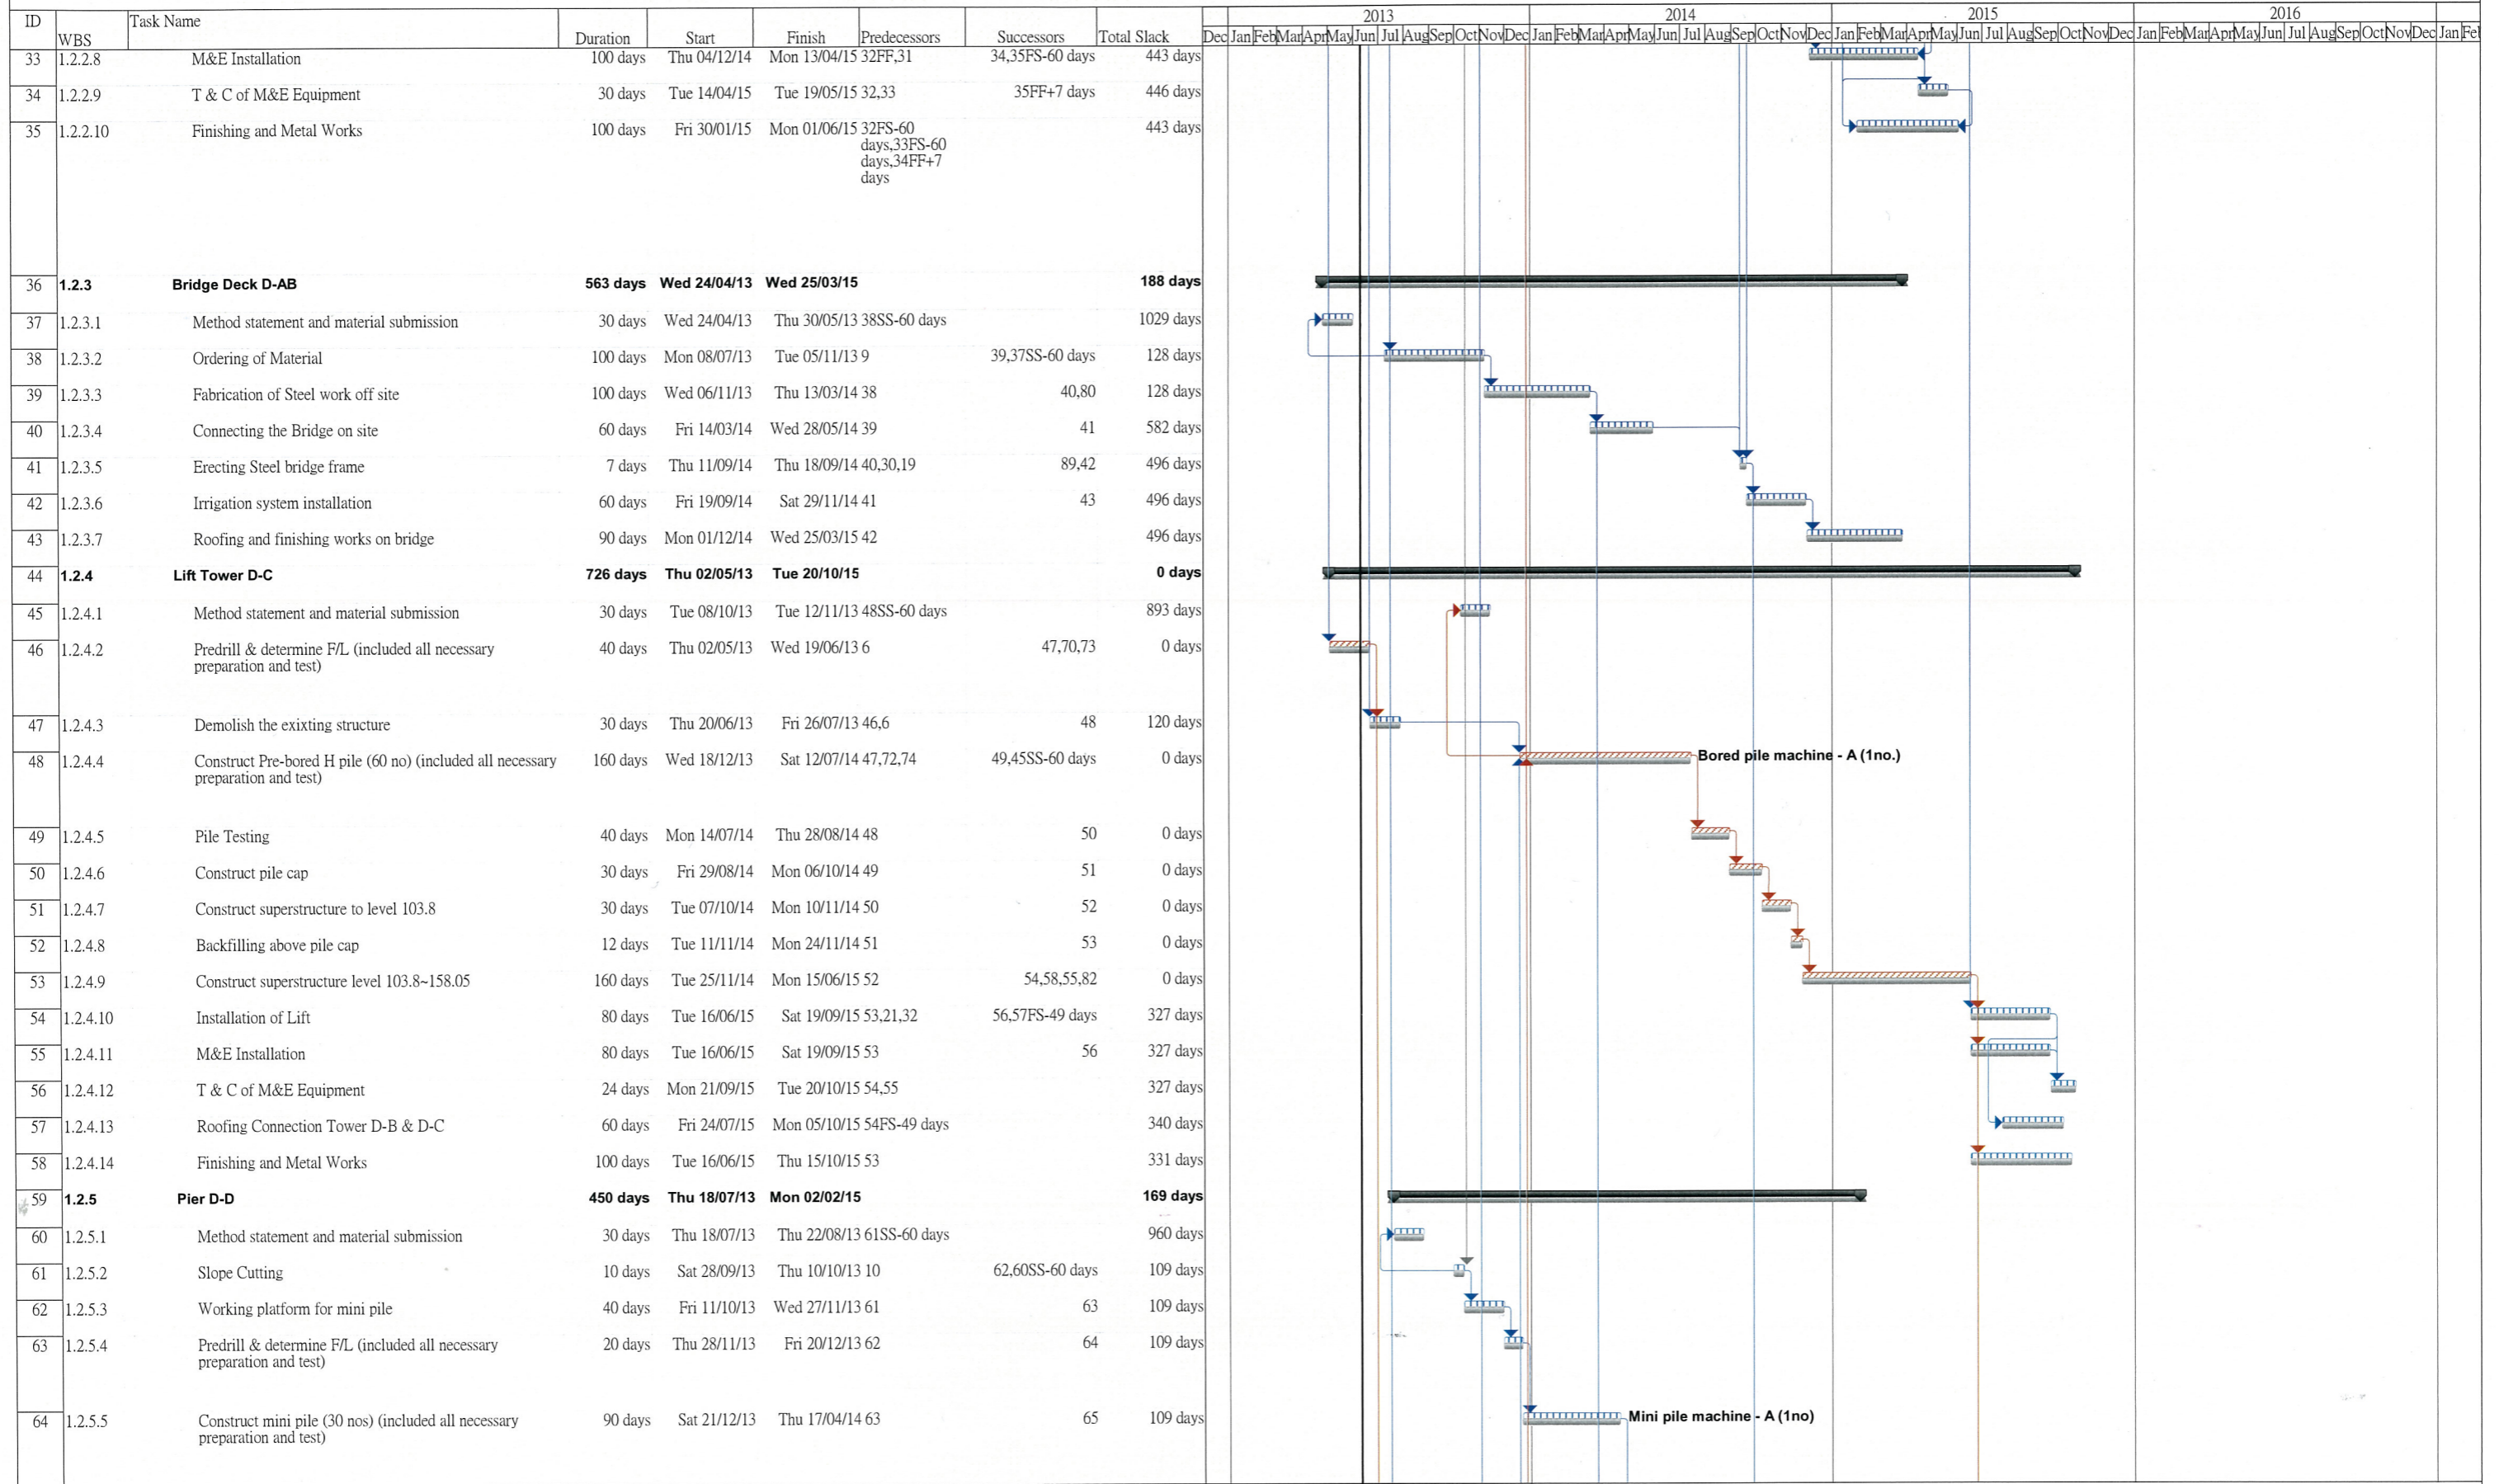 2013 2014 2015 2016
ID WBS Task Name Duration Start Finish Predecessors Successors Total Slack Dec Jan Feb Mar Apr May Jun Jul Aug Sep Oct Nov Dec Jan Feb Mar Apr May Jun Jul Aug Sep Oct Nov Dec Jan Feb Mar Apr May Jun Jul Aug Sep Oct Nov Dec Jan Feb Mar Apr May Jun Jul Aug Sep Oct Nov Dec Jan
33 1.2.2.8 M&E Installation 100 days Thu 04/12/14 Mon 13/04/15 32FF,31 34,35FS-60 days 443 days
34 1.2.2.9 T & C of M&E Equipment 30 days Tue 14/04/15 Tue 19/05/15 32,33 35FF+7 days 446 days
35 1.2.2.10 Finishing and Metal Works 100 days Fri 30/01/15 Mon 01/06/15 32FS-60 443 days
days,33FS-60
days,34FF+7
days
36 1.2.3 Bridge Deck D-AB 563 days Wed 24/04/13 Wed 25/03/15 188 days
37 1.2.3.1 Method statement and material submission 30 days Wed 24/04/13 Thu 30/05/13 38SS-60 days 1029 days
38 1.2.3.2 Ordering of Material 100 days Mon 08/07/13 Tue 05/11/13 9 39,37SS-60 days 128 days
39 1.2.3.3 Fabrication of Steel work off site 100 days Wed 06/11/13 Thu 13/03/14 38 40,80 128 days
40 1.2.3.4 Connecting the Bridge on site 60 days Fri 14/03/14 Wed 28/05/14 39 41 582 days
41 1.2.3.5 Erecting Steel bridge frame 7 days Thu 11/09/14 Thu 18/09/14 40,30,19 89,42 496 days
42 1.2.3.6 Irrigation system installation 60 days Fri 19/09/14 Sat 29/11/14 41 43 496 days
43 1.2.3.7 Roofing and finishing works on bridge 90 days Mon 01/12/14 Wed 25/03/15 42 496 days
44 1.2.4 Lift Tower D-C 726 days Thu 02/05/13 Tue 20/10/15 0 days
45 1.2.4.1 Method statement and material submission 30 days Tue 08/10/13 Tue 12/11/13 48SS-60 days 893 days
46 1.2.4.2 Predrill & determine F/L (included all necessary 40 days Thu 02/05/13 Wed 19/06/13 6 47,70,73 0 days
preparation and test)
47 1.2.4.3 Demolish the exixting structure 30 days Thu 20/06/13 Fri 26/07/13 46,6 48 120 days
48 1.2.4.4 Construct Pre-bored H pile (60 no) (included all necessary 160 days Wed 18/12/13 Sat 12/07/14 47,72,74 49,45SS-60 days 0 days Bored pile machine - A (1no.)
preparation and test)
49 1.2.4.5 Pile Testing 40 days Mon 14/07/14 Thu 28/08/14 48 50 0 days
50 1.2.4.6 Construct pile cap 30 days Fri 29/08/14 Mon 06/10/14 49 51 0 days
51 1.2.4.7 Construct superstructure to level 103.8 30 days Tue 07/10/14 Mon 10/11/14 50 52 0 days
52 1.2.4.8 Backfilling above pile cap 12 days Tue 11/11/14 Mon 24/11/14 51 53 0 days
53 1.2.4.9 Construct superstructure level 103.8~158.05 160 days Tue 25/11/14 Mon 15/06/15 52 54,58,55,82 0 days
54 1.2.4.10 Installation of Lift 80 days Tue 16/06/15 Sat 19/09/15 53,21,32 56,57FS-49 days 327 days
55 1.2.4.11 M&E Installation 80 days Tue 16/06/15 Sat 19/09/15 53 56 327 days
56 1.2.4.12 T & C of M&E Equipment 24 days Mon 21/09/15 Tue 20/10/15 54,55 327 days
57 1.2.4.13 Roofing Connection Tower D-B & D-C 60 days Fri 24/07/15 Mon 05/10/15 54FS-49 days 340 days
58 1.2.4.14 Finishing and Metal Works 100 days Tue 16/06/15 Thu 15/10/15 53 331 days
59 1.2.5 Pier D-D 450 days Thu 18/07/13 Mon 02/02/15 169 days
60 1.2.5.1 Method statement and material submission 30 days Thu 18/07/13 Thu 22/08/13 61SS-60 days 960 days
61 1.2.5.2 Slope Cutting 10 days Sat 28/09/13 Thu 10/10/13 10 62,60SS-60 days 109 days
62 1.2.5.3 Working platform for mini pile 40 days Fri 11/10/13 Wed 27/11/13 61 63 109 days
63 1.2.5.4 Predrill & determine F/L (included all necessary 20 days Thu 28/11/13 Fri 20/12/13 62 64 109 days
preparation and test)
64 1.2.5.5 Construct mini pile (30 nos) (included all necessary 90 days Sat 21/12/13 Thu 17/04/14 63 65 109 days Mini pile machine - A (1no)
preparation and test)